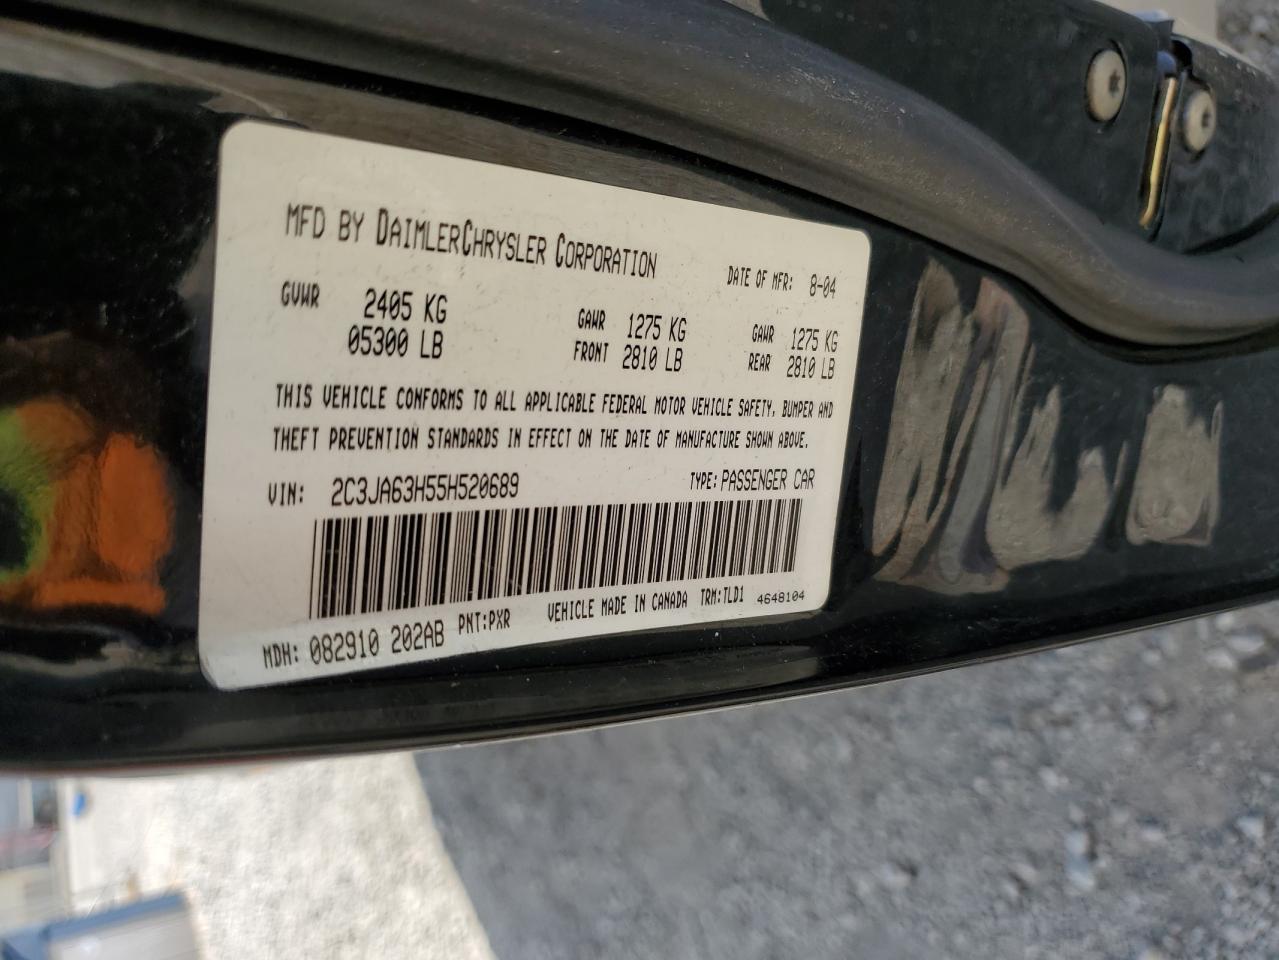 MFD BY DAIMLERCHRYSLER CORPORATION DATE OF MFR: 8-04
GVWR 2405 KG GAWR 1275 KG GAWR 1275 KG
05300 LB FRONT 2810 LB REAR 2810 LB
THIS VEHICLE CONFORMS TO ALL APPLICABLE FEDERAL MOTOR VEHICLE SAFETY, BUMPER AND
THEFT PREVENTION STANDARDS IN EFFECT ON THE DATE OF MANUFACTURE SHOWN ABOVE.
VIN: 2C3JA63H55H520689 TYPE: PASSENGER CAR
MDH: 082910 202AB PNT:PXR VEHICLE MADE IN CANADA TRM:TLD1 4648104